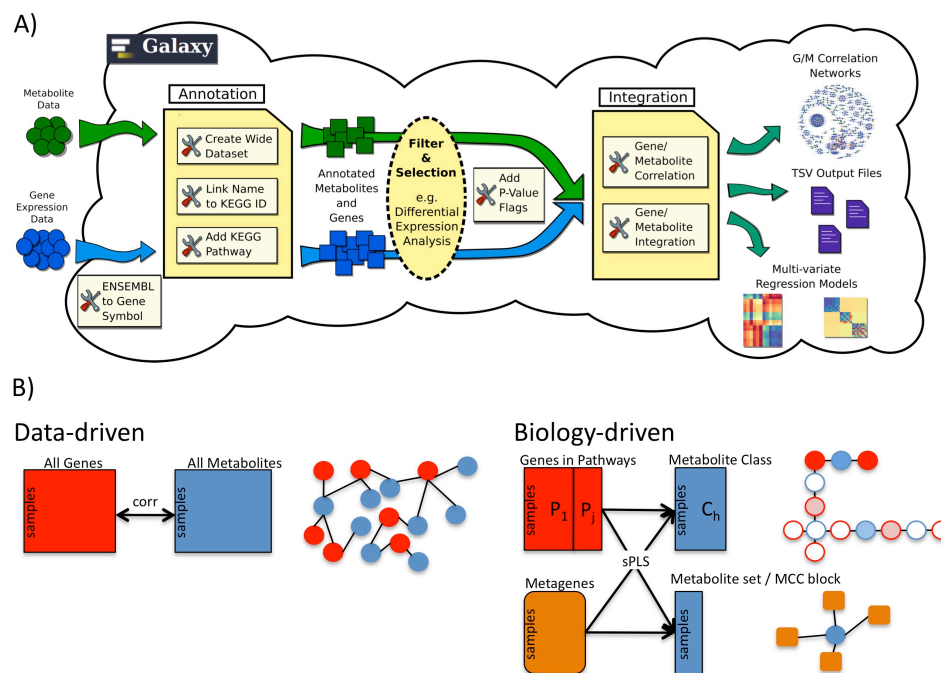 A)
Galaxy
Metabolite
Data
Gene
Expression
Data
ENSEMBL
to Gene
Symbol
Annotation
Create Wide
Dataset
Link Name
to KEGG ID
Add KEGG
Pathway
Annotated
Metabolites
and
Genes
Filter
&
Selection
e.g.
Differential
Expression
Analysis
Add
P-Value
Flags
Integration
Gene/
Metabolite
Correlation
Gene/
Metabolite
Integration
G/M Correlation
Networks
TSV Output Files
Multi-variate
Regression Models
B)
Data-driven
All Genes
samples
corr
All Metabolites
samples
Biology-driven
Genes in Pathways
samples
P1
Pj
Metabolite Class
samples
Ch
sPLS
Metagenes
samples
Metabolite set / MCC block
samples